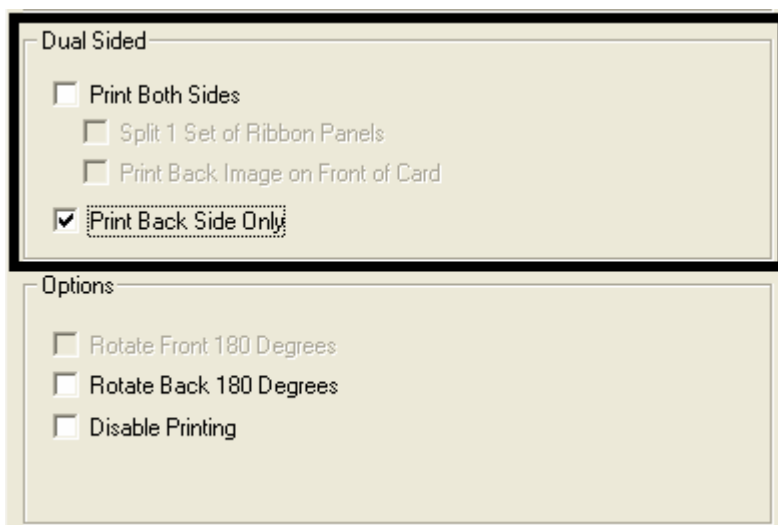 Dual Sided
Print Both Sides
Split 1 Set of Ribbon Panels
Print Back Image on Front of Card
Print Back Side Only
Options
Rotate Front 180 Degrees
Rotate Back 180 Degrees
Disable Printing